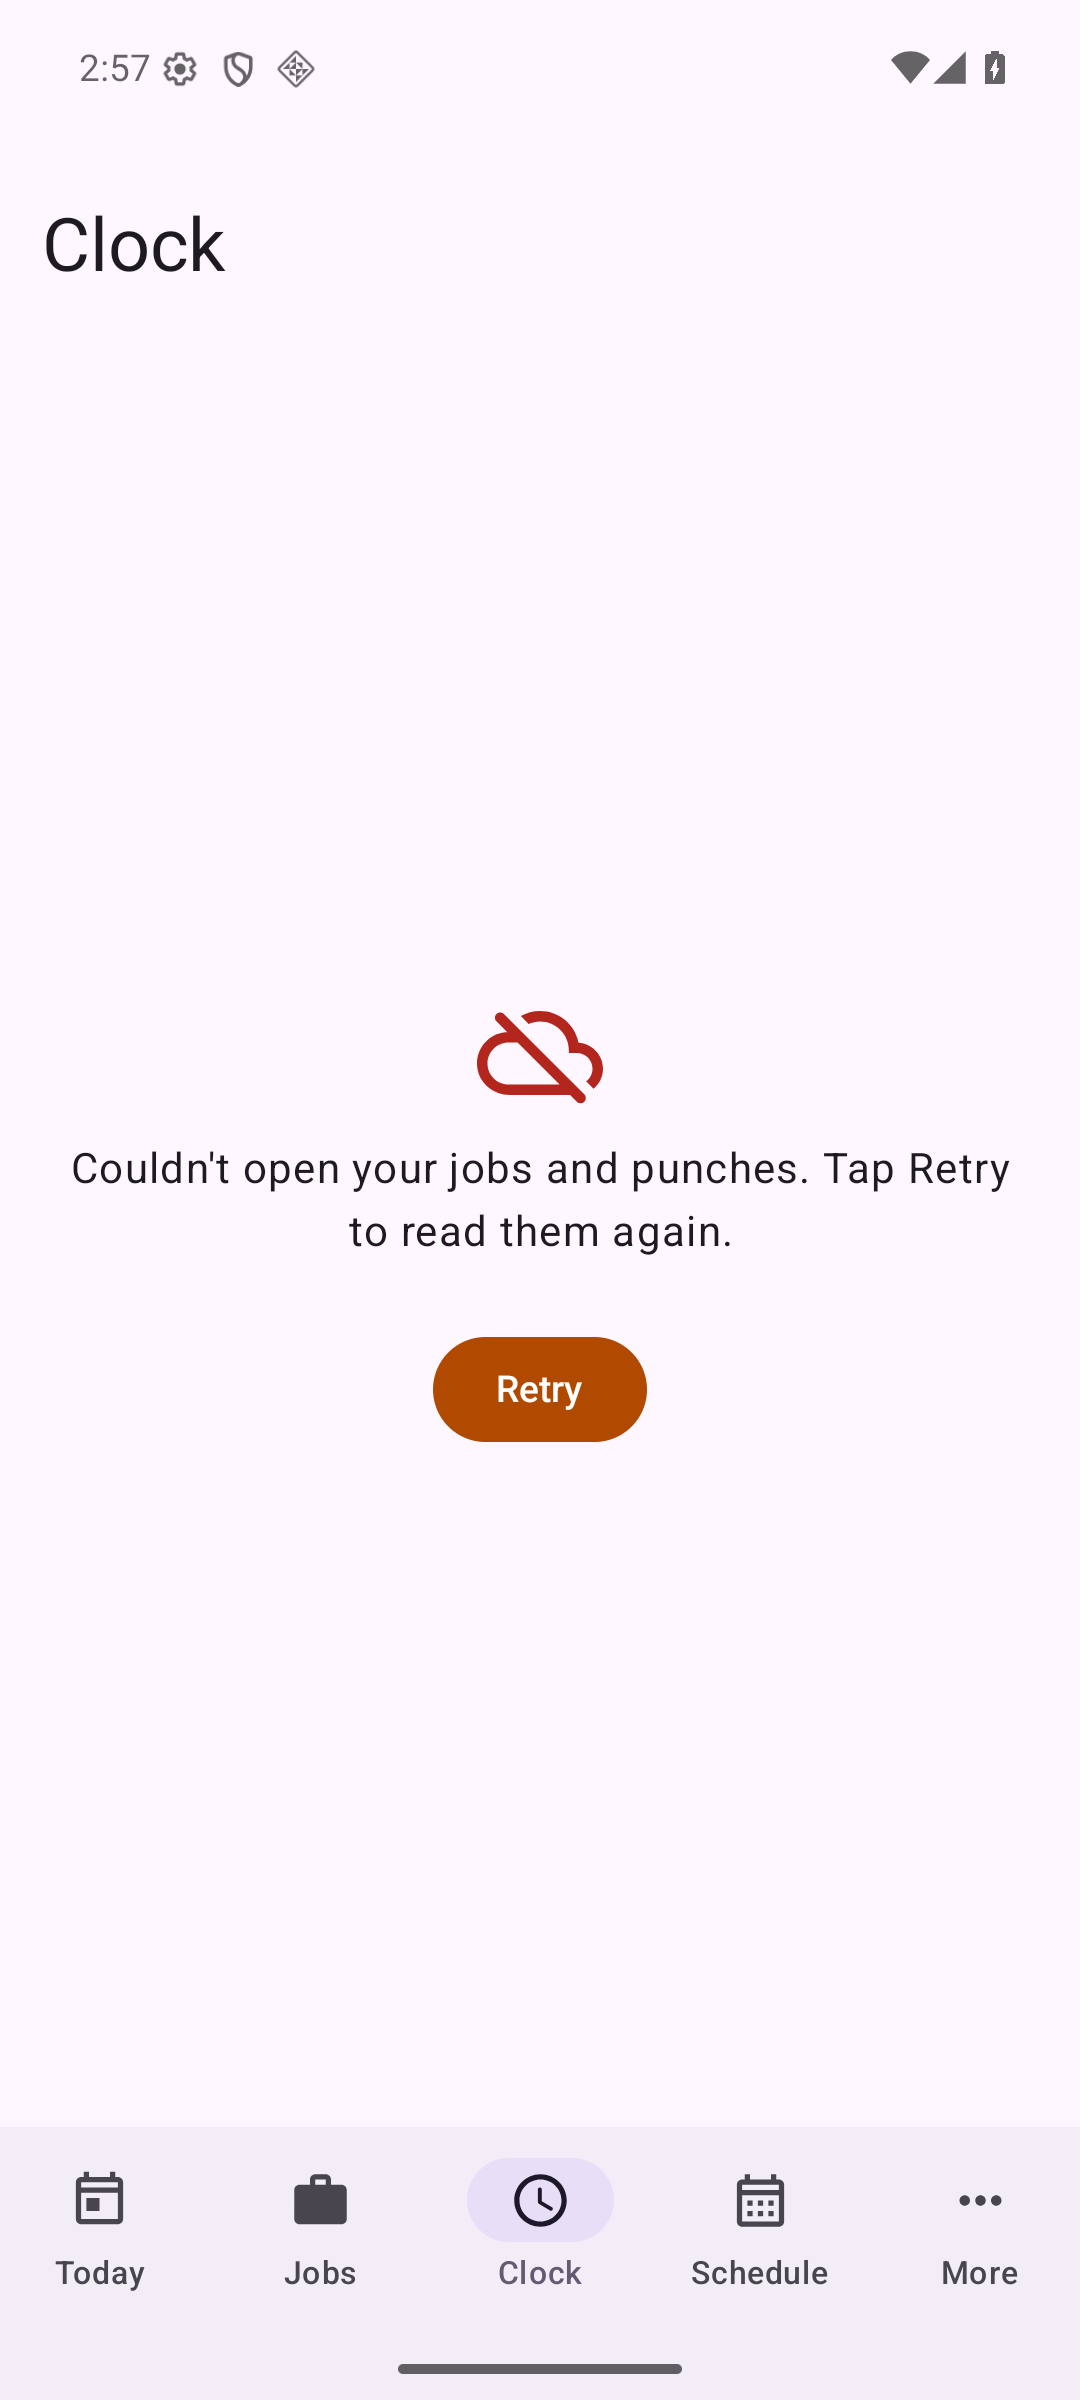 2:57
Clock
Couldn't open your jobs and punches. Tap Retry
to read them again.
Retry
Today
Jobs
Clock
Schedule
More